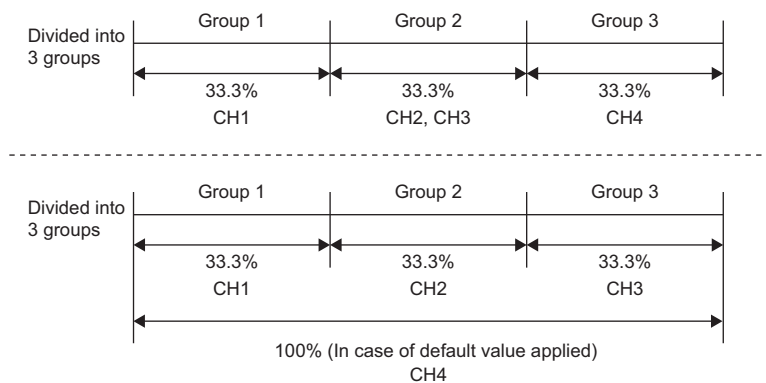 Group 1 Group 2 Group 3
Divided into
3 groups
33.3% 33.3% 33.3%
CH1 CH2, CH3 CH4
Group 1 Group 2 Group 3
Divided into
3 groups
33.3% 33.3% 33.3%
CH1 CH2 CH3
100% (In case of default value applied)
CH4